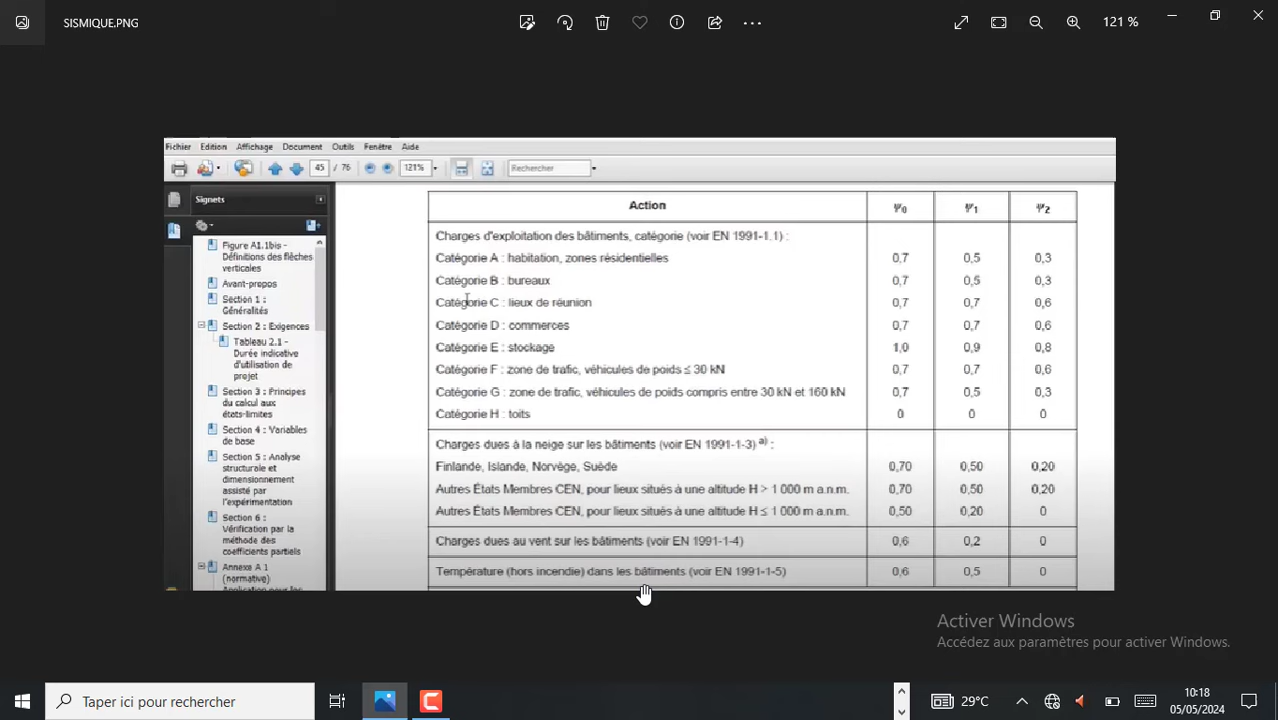 SISMIQUE.PNG
121 %
Fichier Edition Affichage Document Outils Fenêtre Aide
45 / 76 121% Rechercher
Signets
Figure A1.1bis -
Définitions des flèches
verticales
Avant-propos
Section 1 :
Généralités
Section 2 : Exigences
Tableau 2.1 -
Durée indicative
d'utilisation de
projet
Section 3 : Principes
du calcul aux
états-limites
Section 4 : Variables
de base
Section 5 : Analyse
structurale et
dimensionnement
assisté par
l'expérimentation
Section 6 :
Vérification par la
méthode des
coefficients partiels
Annexe A 1
(normative)
Application pour les
Action ψ0 ψ1 ψ2
Charges d'exploitation des bâtiments, catégorie (voir EN 1991-1.1) :
Catégorie A : habitation, zones résidentielles 0,7 0,5 0,3
Catégorie B : bureaux 0,7 0,5 0,3
Catégorie C : lieux de réunion 0,7 0,7 0,6
Catégorie D : commerces 0,7 0,7 0,6
Catégorie E : stockage 1,0 0,9 0,8
Catégorie F : zone de trafic, véhicules de poids ≤ 30 kN 0,7 0,7 0,6
Catégorie G : zone de trafic, véhicules de poids compris entre 30 kN et 160 kN 0,7 0,5 0,3
Catégorie H : toits 0 0 0
Charges dues à la neige sur les bâtiments (voir EN 1991-1-3) a) :
Finlande, Islande, Norvège, Suède 0,70 0,50 0,20
Autres États Membres CEN, pour lieux situés à une altitude H > 1 000 m a.n.m. 0,70 0,50 0,20
Autres États Membres CEN, pour lieux situés à une altitude H ≤ 1 000 m a.n.m. 0,50 0,20 0
Charges dues au vent sur les bâtiments (voir EN 1991-1-4) 0,6 0,2 0
Température (hors incendie) dans les bâtiments (voir EN 1991-1-5) 0,6 0,5 0
Activer Windows
Accédez aux paramètres pour activer Windows.
Taper ici pour rechercher
29°C
10:18
05/05/2024